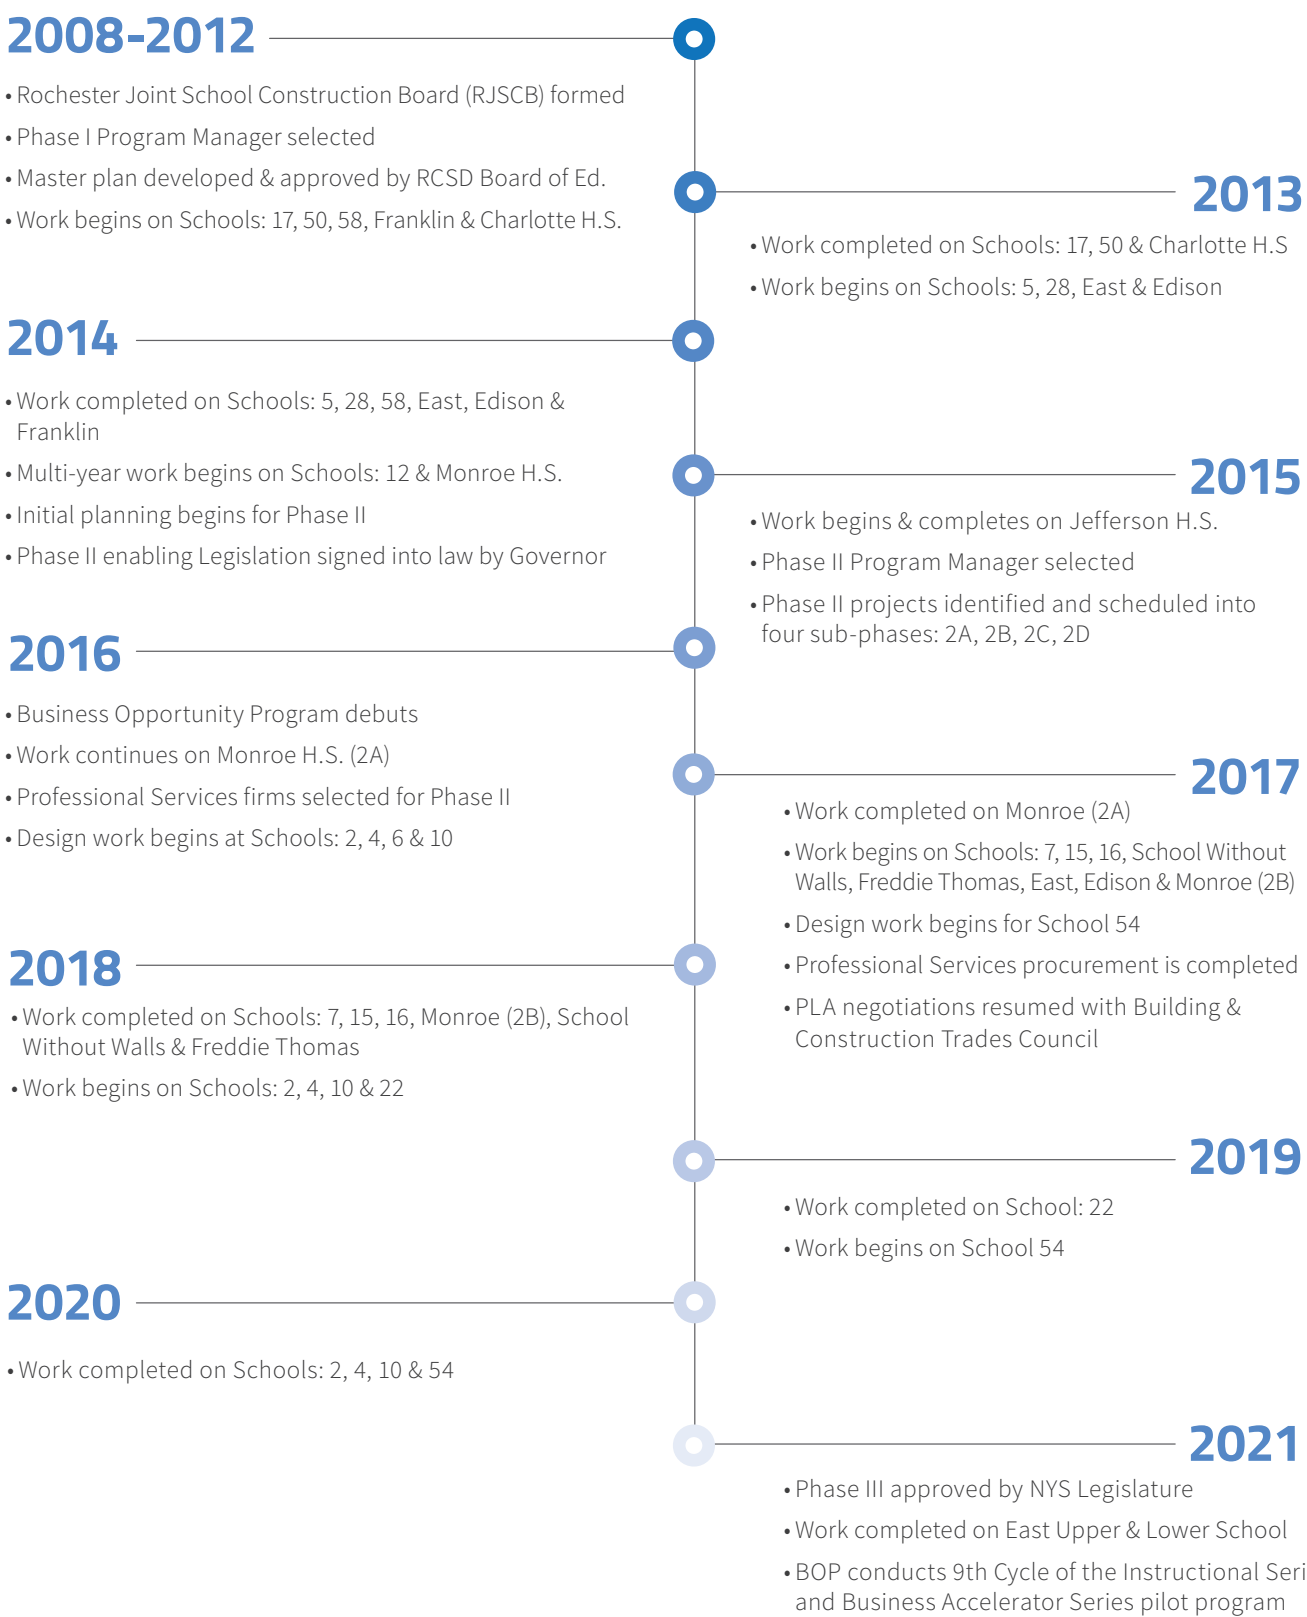 2008-2012
• Rochester Joint School Construction Board (RJSCB) formed
• Phase I Program Manager selected
• Master plan developed & approved by RCSD Board of Ed.
• Work begins on Schools: 17, 50, 58, Franklin & Charlotte H.S.
2013
• Work completed on Schools: 17, 50 & Charlotte H.S
• Work begins on Schools: 5, 28, East & Edison
2014
• Work completed on Schools: 5, 28, 58, East, Edison &
Franklin
• Multi-year work begins on Schools: 12 & Monroe H.S.
• Initial planning begins for Phase II
• Phase II enabling Legislation signed into law by Governor
2015
• Work begins & completes on Jefferson H.S.
• Phase II Program Manager selected
• Phase II projects identified and scheduled into
four sub-phases: 2A, 2B, 2C, 2D
2016
• Business Opportunity Program debuts
• Work continues on Monroe H.S. (2A)
• Professional Services firms selected for Phase II
• Design work begins at Schools: 2, 4, 6 & 10
2017
• Work completed on Monroe (2A)
• Work begins on Schools: 7, 15, 16, School Without
Walls, Freddie Thomas, East, Edison & Monroe (2B)
• Design work begins for School 54
• Professional Services procurement is completed
• PLA negotiations resumed with Building &
Construction Trades Council
2018
• Work completed on Schools: 7, 15, 16, Monroe (2B), School
Without Walls & Freddie Thomas
• Work begins on Schools: 2, 4, 10 & 22
2019
• Work completed on School: 22
• Work begins on School 54
2020
• Work completed on Schools: 2, 4, 10 & 54
2021
• Phase III approved by NYS Legislature
• Work completed on East Upper & Lower School
• BOP conducts 9th Cycle of the Instructional Seri
and Business Accelerator Series pilot program